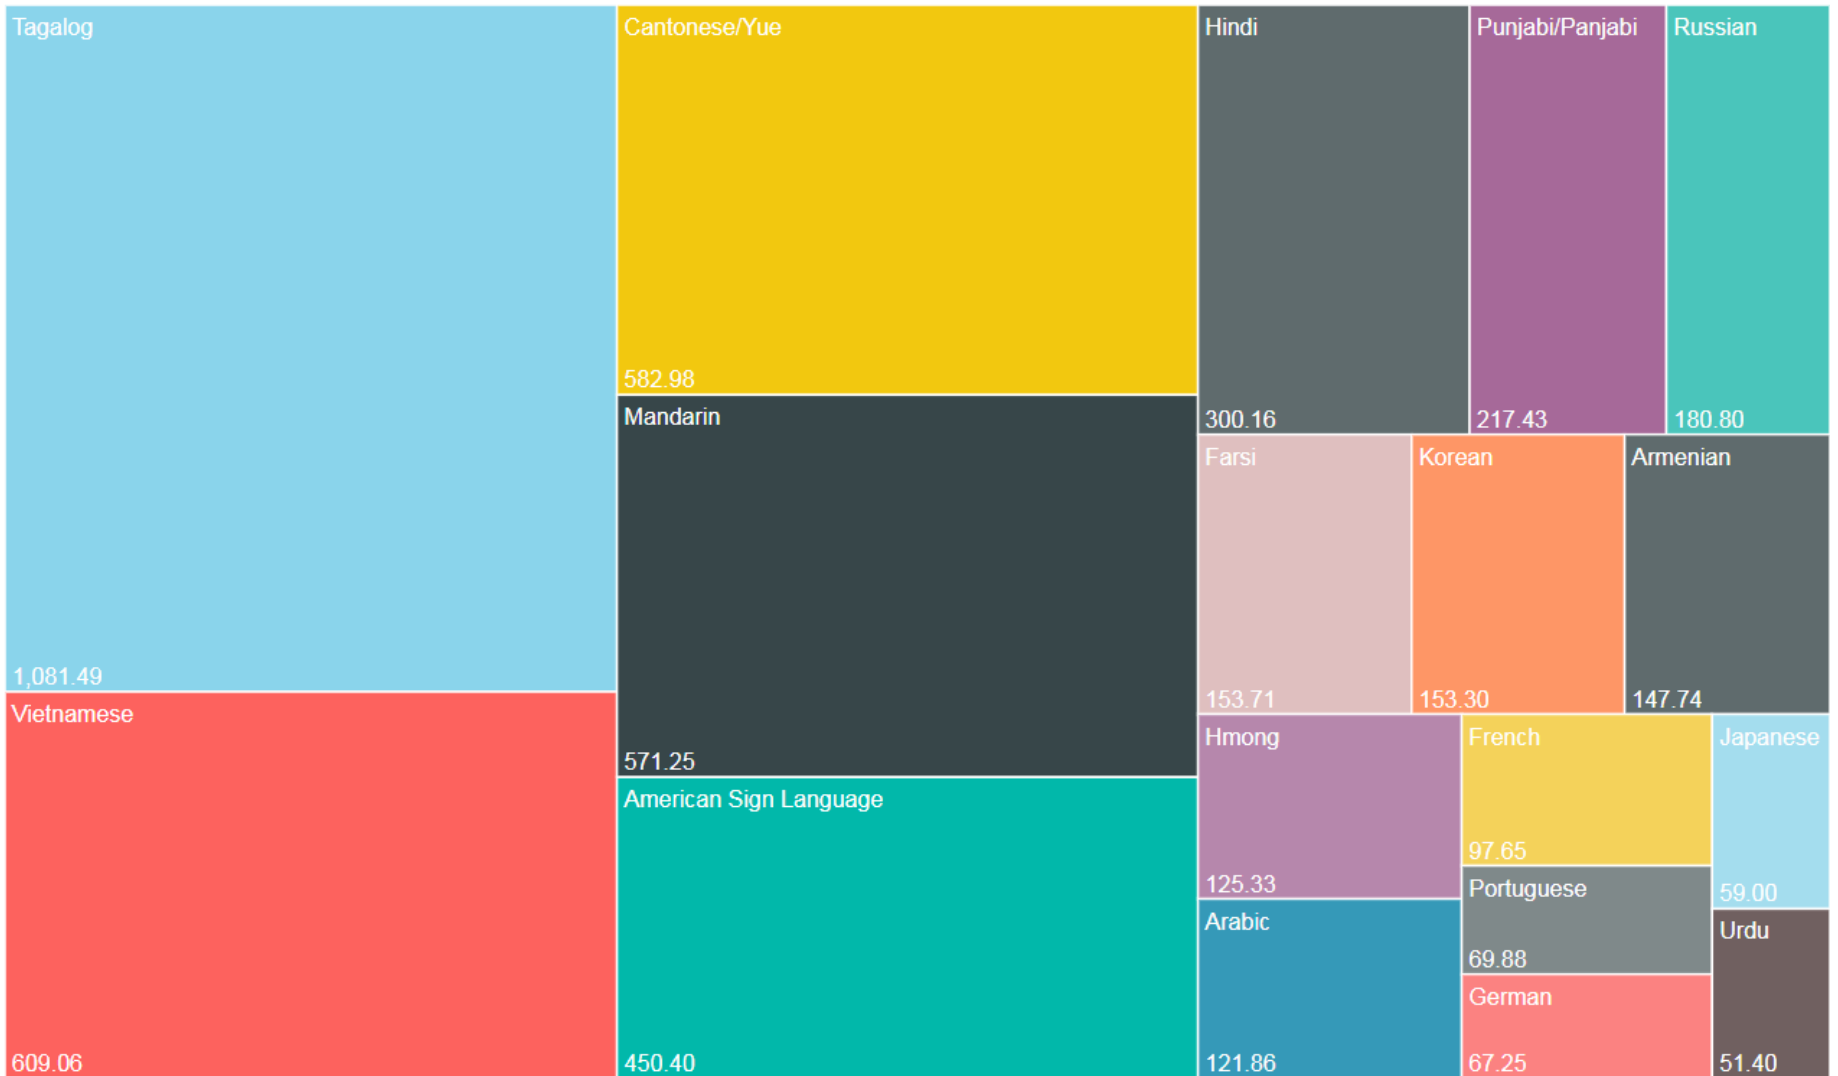 Tagalog
1,081.49
Vietnamese
609.06
Cantonese/Yue
582.98
Mandarin
571.25
American Sign Language
450.40
Hindi
300.16
Punjabi/Panjabi
217.43
Russian
180.80
Farsi
153.71
Korean
153.30
Armenian
147.74
Hmong
125.33
Arabic
121.86
French
97.65
Portuguese
69.88
German
67.25
Japanese
59.00
Urdu
51.40